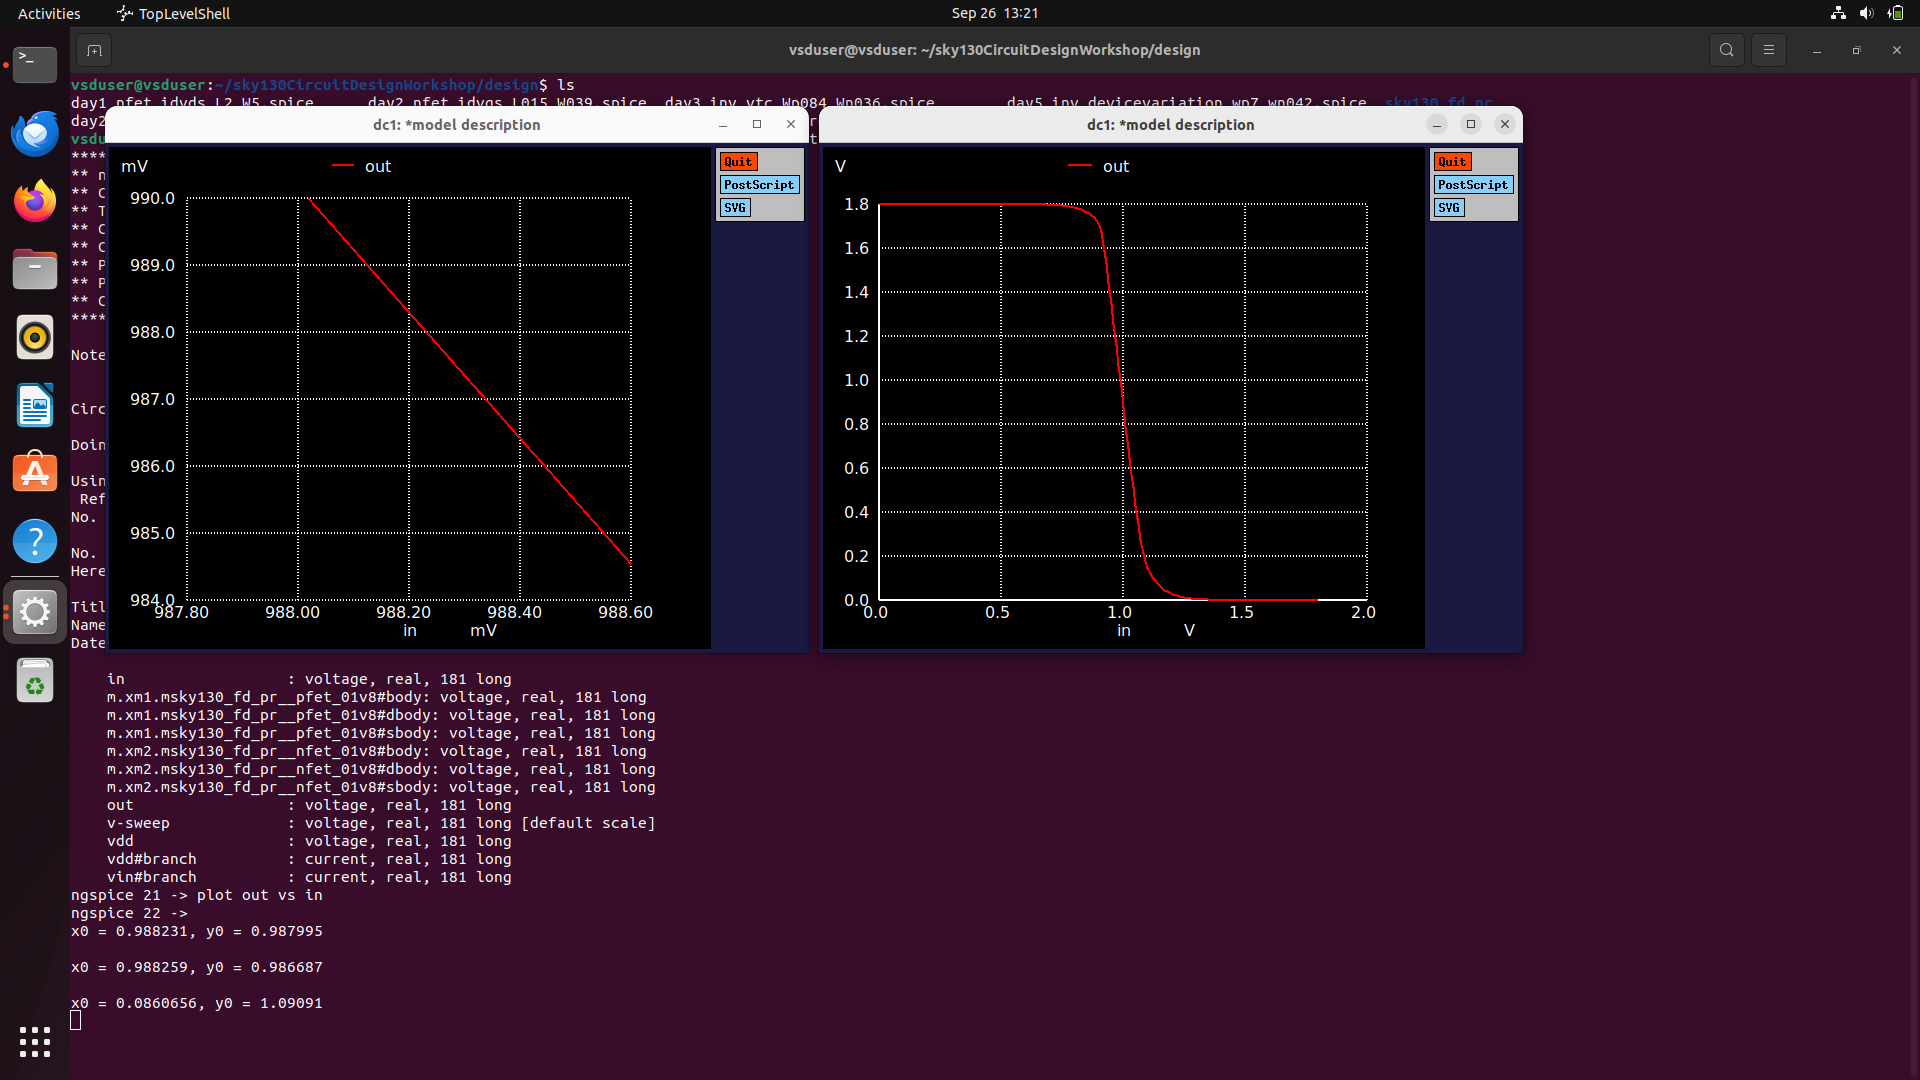 Activities
TopLevelShell
Sep 26 13:21
vsduser@vsduser: ~/sky130CircuitDesignWorkshop/design
vsduser@vsduser:~/sky130CircuitDesignWorkshop/design$ ls
day1_nfet_idvds_L2_W5.spice day2_nfet_idvgs_L015_W039.spice day3_inv_vtc_Wp084_Wn036.spice day5_inv_devicevariation_wp7_wn042.spice sky130_fd_pr
day2
vsdu
****
** n
** C
** T
** C
** C
** P
** P
** C
****
Note
Circ
Doin
Usin
Ref
No.
No.
Here
Titl
Name
Date
dc1: *model description
mV
out
990.0
989.0
988.0
987.0
986.0
985.0
984.0
987.80 988.00 988.20 988.40 988.60
in mV
Quit
PostScript
SVG
dc1: *model description
V
out
1.8
1.6
1.4
1.2
1.0
0.8
0.6
0.4
0.2
0.0
0.0 0.5 1.0 1.5 2.0
in V
Quit
PostScript
SVG
in : voltage, real, 181 long
m.xm1.msky130_fd_pr__pfet_01v8#body: voltage, real, 181 long
m.xm1.msky130_fd_pr__pfet_01v8#dbody: voltage, real, 181 long
m.xm1.msky130_fd_pr__pfet_01v8#sbody: voltage, real, 181 long
m.xm2.msky130_fd_pr__nfet_01v8#body: voltage, real, 181 long
m.xm2.msky130_fd_pr__nfet_01v8#dbody: voltage, real, 181 long
m.xm2.msky130_fd_pr__nfet_01v8#sbody: voltage, real, 181 long
out : voltage, real, 181 long
v-sweep : voltage, real, 181 long [default scale]
vdd : voltage, real, 181 long
vdd#branch : current, real, 181 long
vin#branch : current, real, 181 long
ngspice 21 -> plot out vs in
ngspice 22 ->
x0 = 0.988231, y0 = 0.987995
x0 = 0.988259, y0 = 0.986687
x0 = 0.0860656, y0 = 1.09091